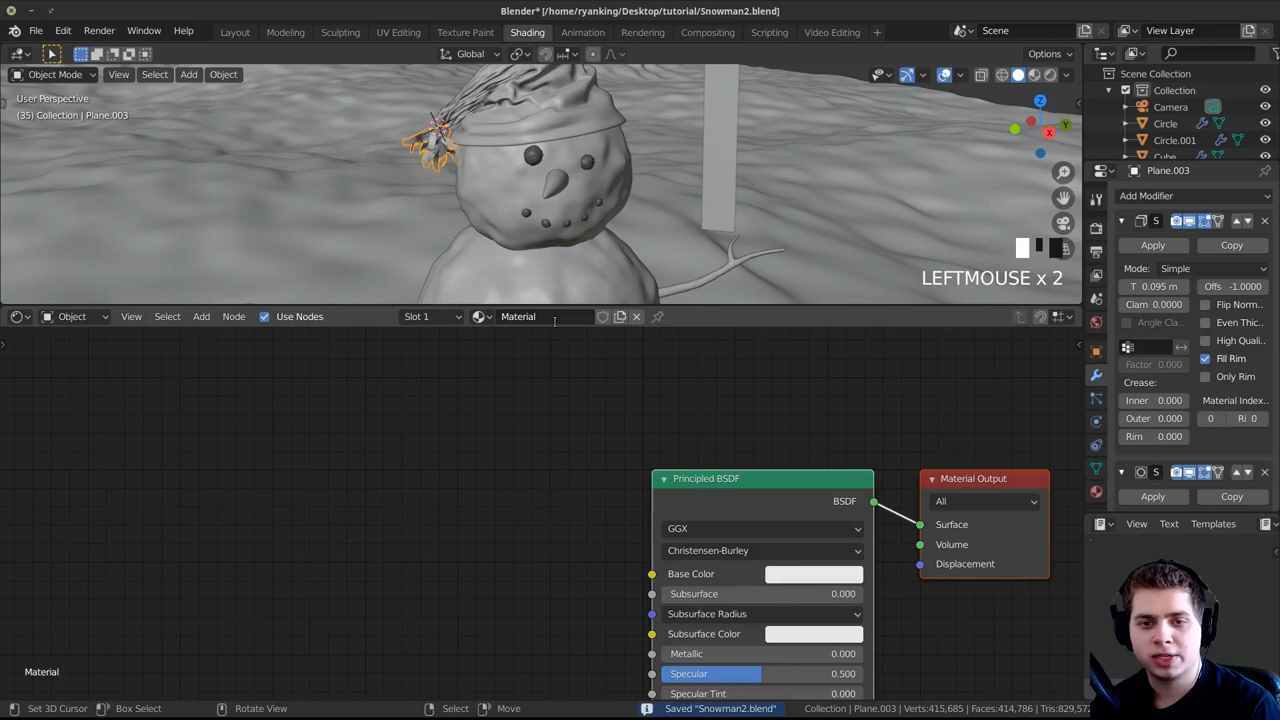 Blender* [/home/ryanking/Desktop/tutorial/Snowman2.blend]
File Edit Render Window Help Layout Modeling Sculpting UV Editing Texture Paint Shading Animation Rendering Compositing Scripting Video Editing Scene View Layer
Global Options
Object Mode View Select Add Object Scene Collection
User Perspective Collection
(35) Collection | Plane.003 Camera
Circle
Circle.001
Cube
Plane.003
Add Modifier
S
Apply Copy
Mode: Simple
T 0.095 m Offs -1.0000
Clam 0.0000 Flip Norm..
Angle Cla.. Even Thic..
High Quali..
Factor 0.000 Fill Rim
Only Rim
Crease:
Inner 0.000 Material Index..
Outer 0.000 0 Ri 0
Rim 0.000
S
Apply Copy
View Text Templates
LEFTMOUSE x 2
Object View Select Add Node Use Nodes Slot 1 Material
Principled BSDF
BSDF
GGX
Christensen-Burley
Base Color
Subsurface 0.000
Subsurface Radius
Subsurface Color
Metallic 0.000
Specular 0.500
Specular Tint 0.000
Material Output
All
Surface
Volume
Displacement
X
Y
Z
Material
Set 3D Cursor Box Select Rotate View Select Move Saved "Snowman2.blend" Collection | Plane.003 | Verts:415,685 | Faces:414,786 | Tris:829,572